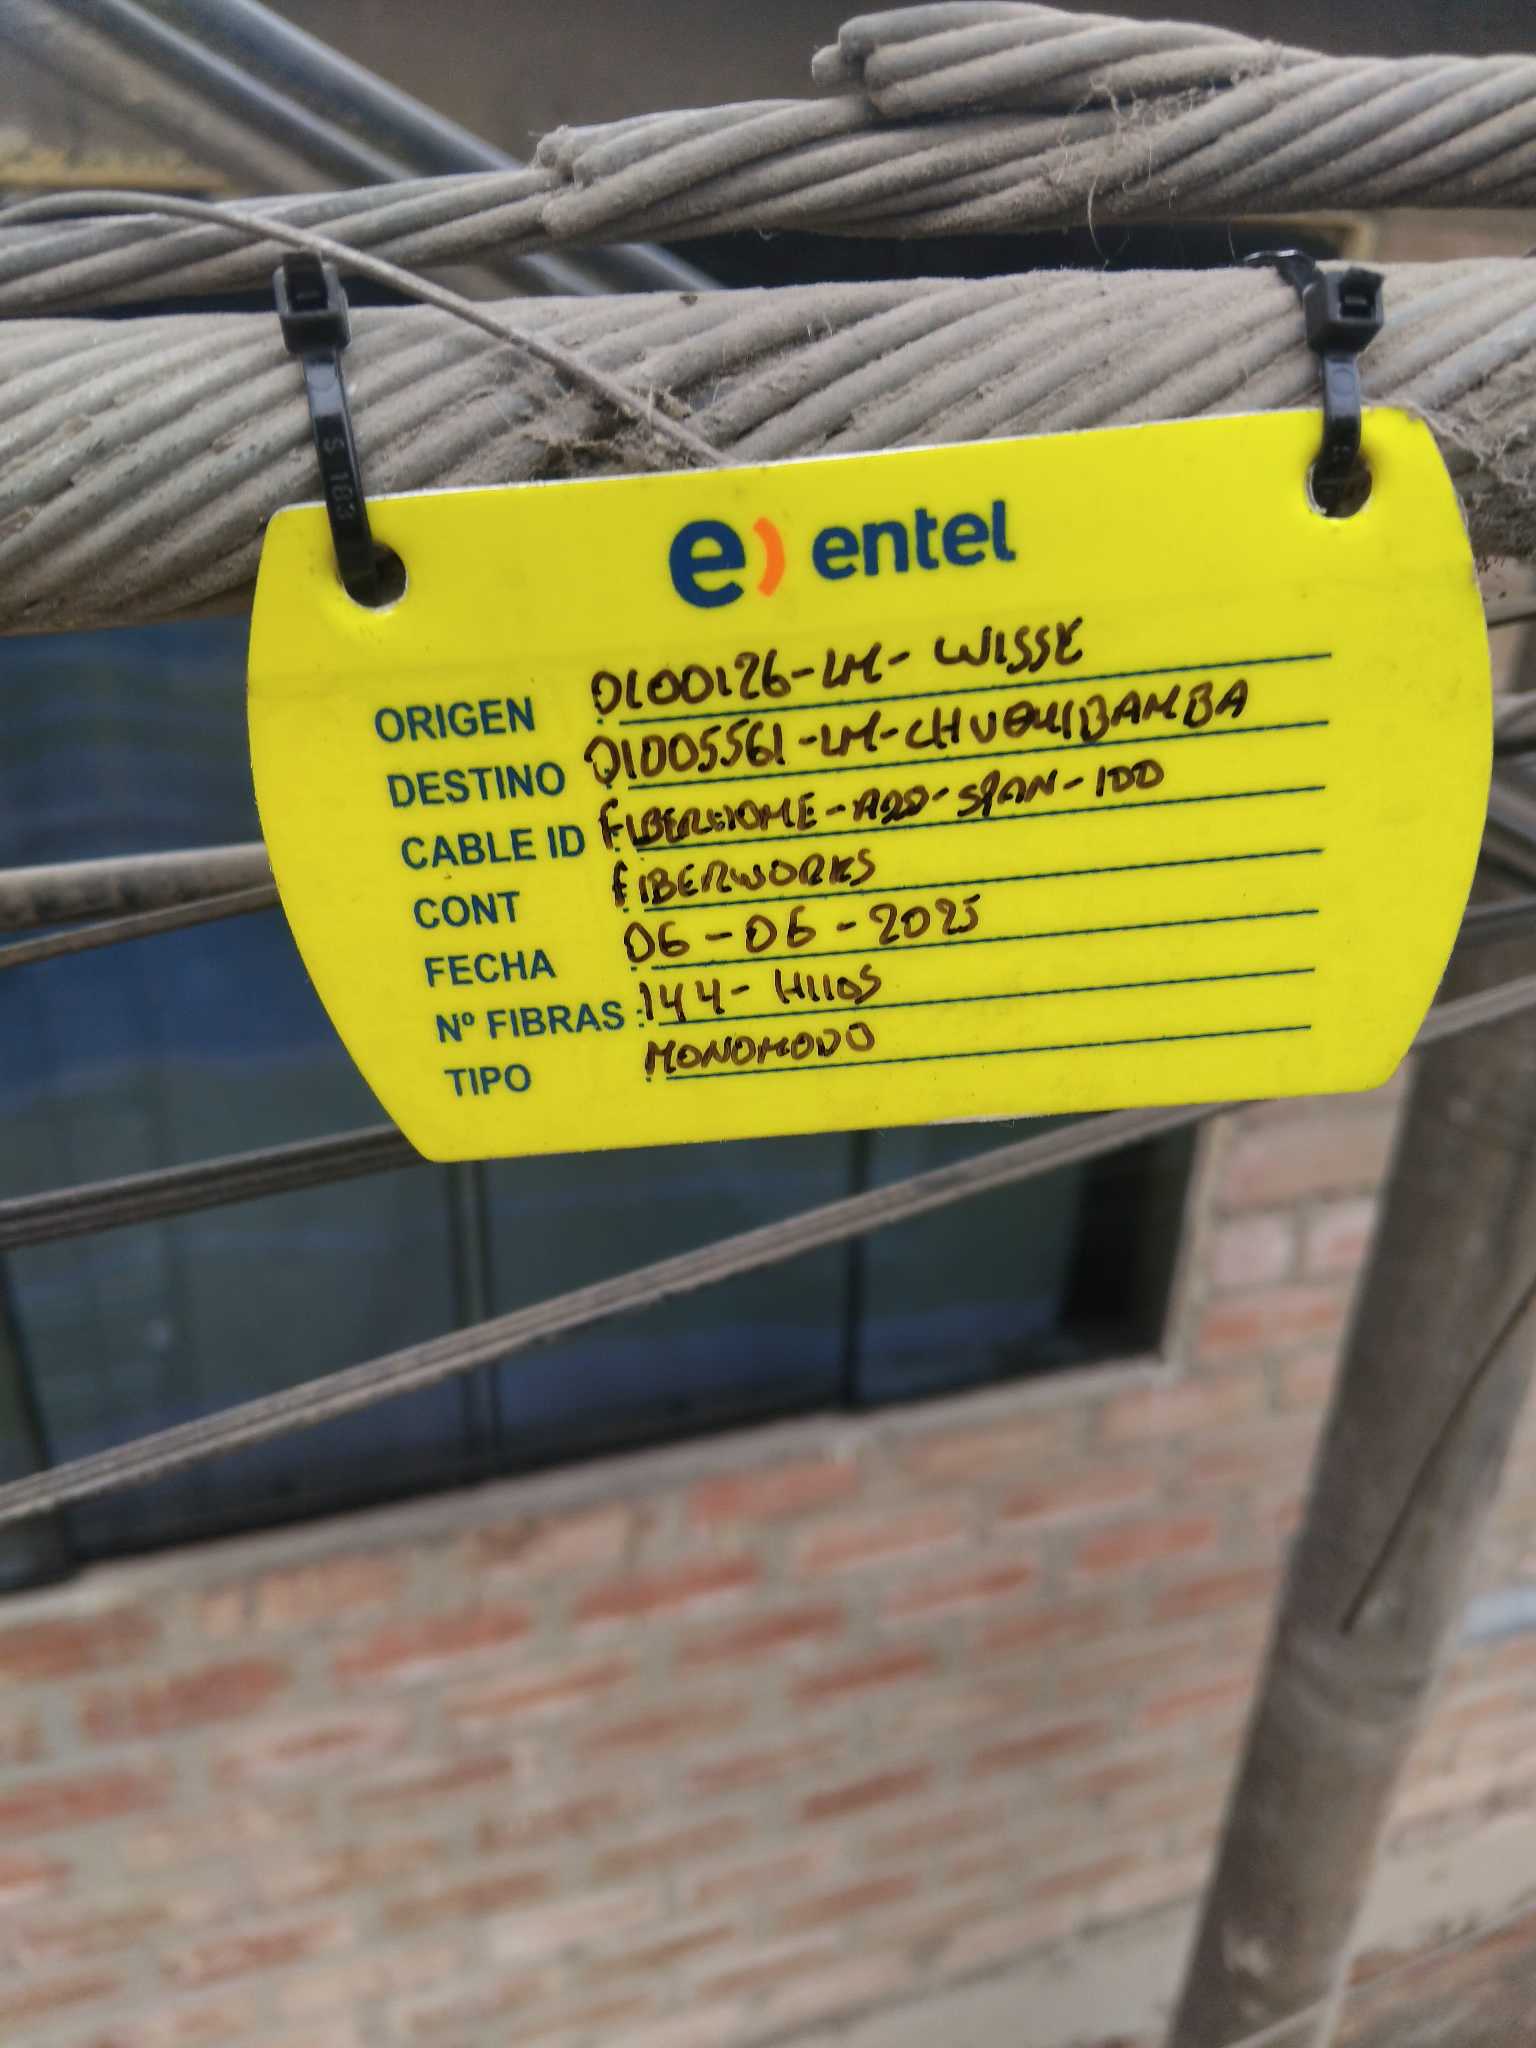 e) entel
ORIGEN : 0100126-LM-WISSE
DESTINO : 01005561-LM-CHUQUIBAMBA
CABLE ID : FIBERHOME-ASD-SPAN-100
CONT : FIBERWORKS
FECHA : 06-06-2025
Nº FIBRAS : 144-HILOS
TIPO : MONOMODO